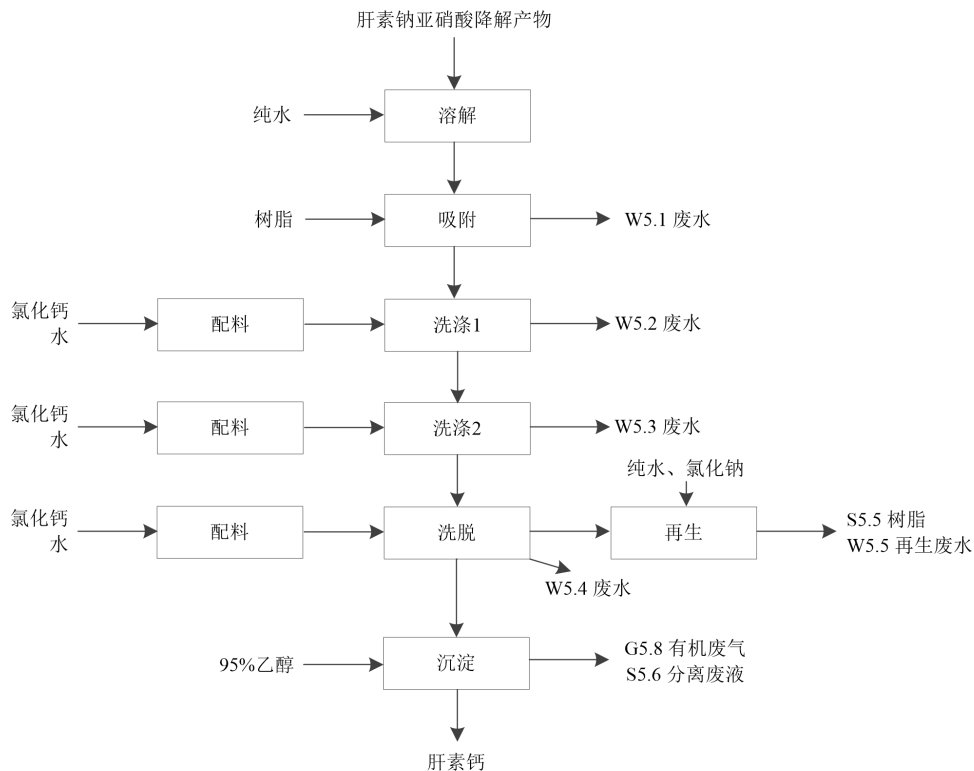 肝素钠亚硝酸降解产物
纯水
溶解
树脂
吸附
W5.1 废水
氯化钙
水
配料
洗涤1
W5.2 废水
氯化钙
水
配料
洗涤2
W5.3 废水
纯水、氯化钠
氯化钙
水
配料
洗脱
再生
S5.5 树脂
W5.5 再生废水
W5.4 废水
95%乙醇
沉淀
G5.8 有机废气
S5.6 分离废液
肝素钙